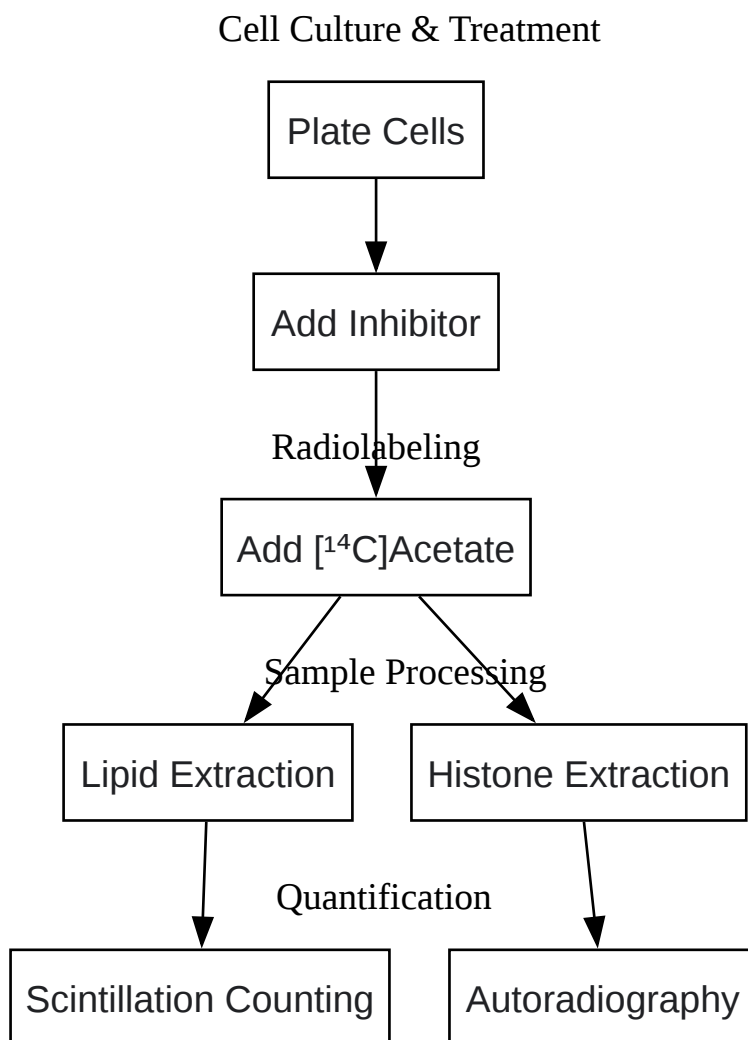 Cell Culture & Treatment
Plate Cells
Add Inhibitor
Radiolabeling
Add [¹⁴C]Acetate
Sample Processing
Lipid Extraction
Histone Extraction
Quantification
Scintillation Counting
Autoradiography